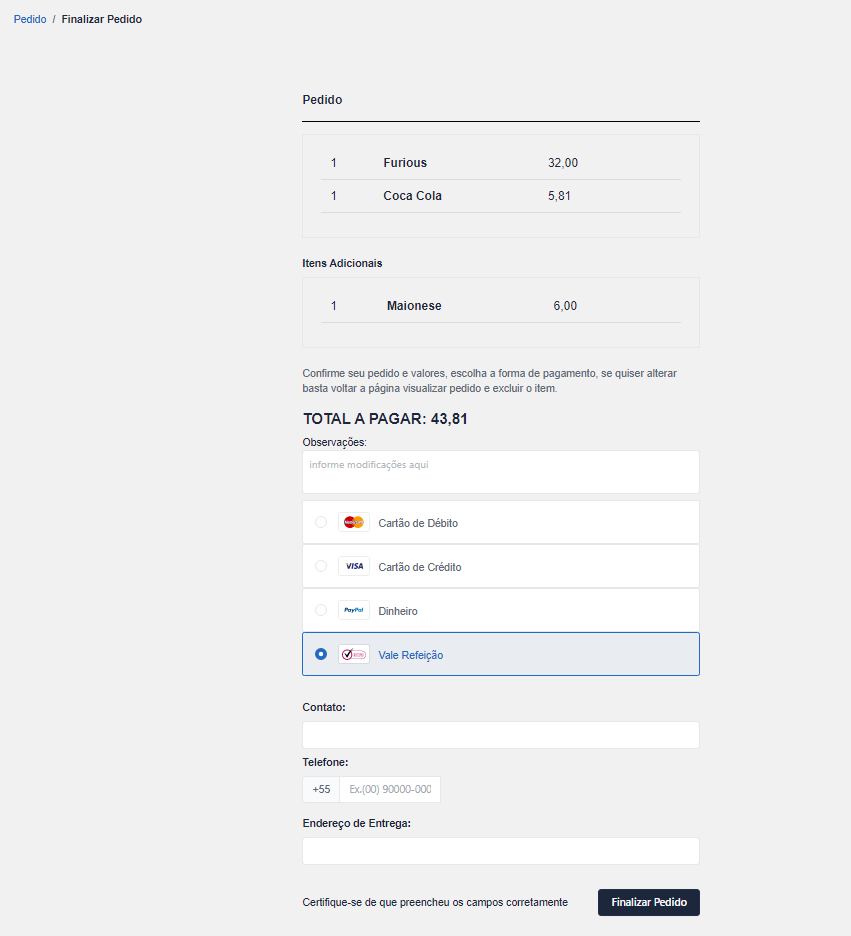 Pedido / Finalizar Pedido
Pedido
1 Furious 32,00
1 Coca Cola 5,81
Itens Adicionais
1 Maionese 6,00
Confirme seu pedido e valores, escolha a forma de pagamento, se quiser alterar
basta voltar a página visualizar pedido e excluir o item.
TOTAL A PAGAR: 43,81
Observações:
informe modificações aqui
Cartão de Débito
VISA Cartão de Crédito
PayPal Dinheiro
Vale Refeição
Contato:
Telefone:
+55 Ex.(00) 90000-000
Endereço de Entrega:
Certifique-se de que preencheu os campos corretamente Finalizar Pedido